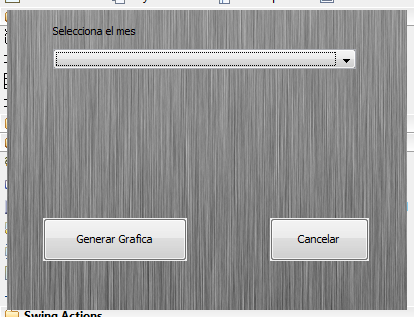 Selecciona el mes
Generar Grafica
Cancelar
Swing Actions